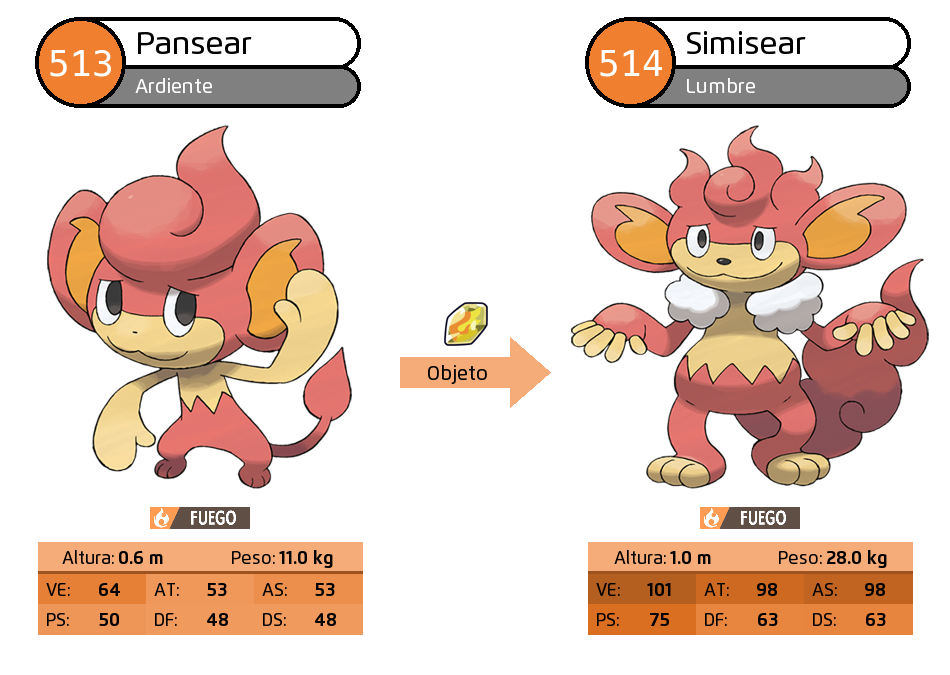 513 Pansear
Ardiente
514 Simisear
Lumbre
Objeto
FUEGO
FUEGO
Altura: 0.6 m Peso: 11.0 kg
VE: 64 AT: 53 AS: 53
PS: 50 DF: 48 DS: 48
Altura: 1.0 m Peso: 28.0 kg
VE: 101 AT: 98 AS: 98
PS: 75 DF: 63 DS: 63